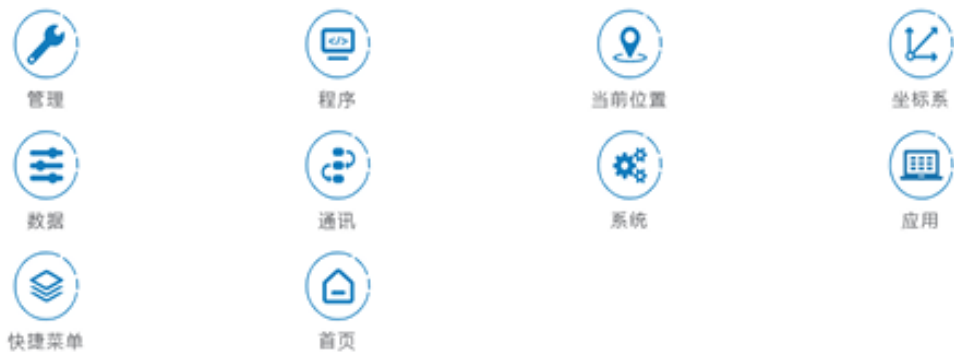 管理
程序
</>
当前位置
坐标系
数据
通讯
系统
应用
快捷菜单
首页